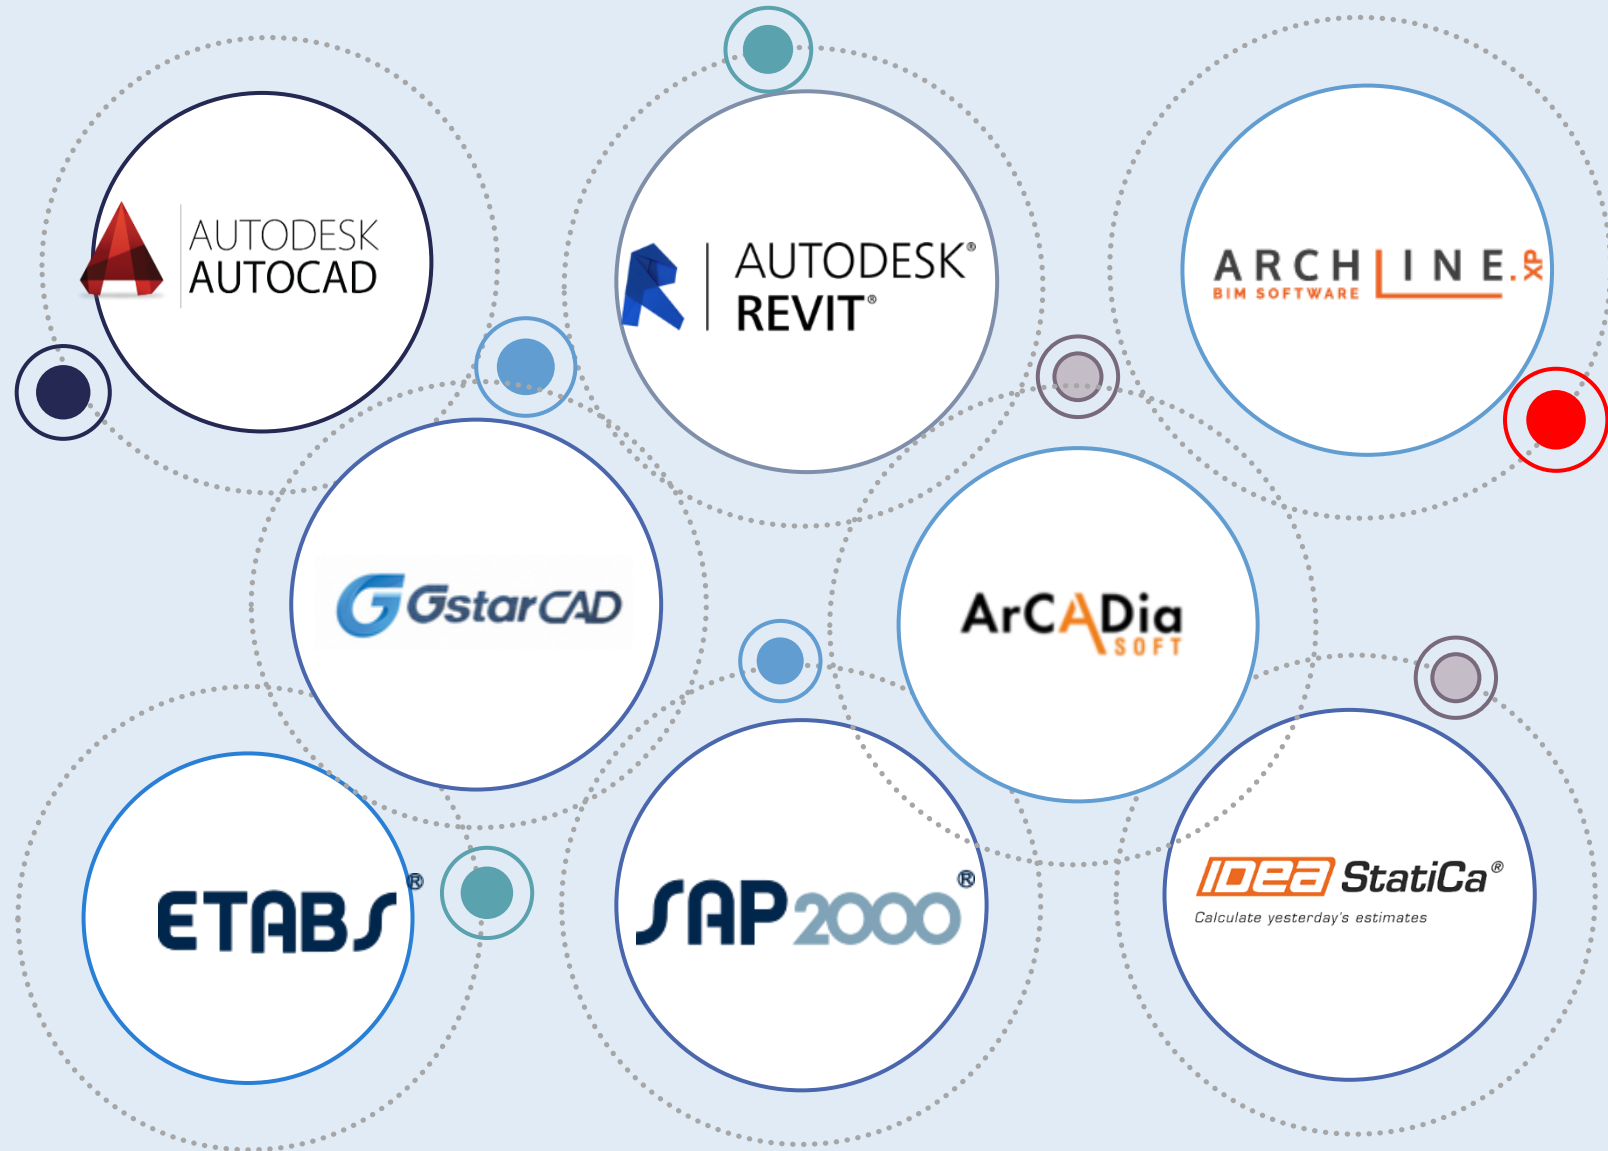 AUTODESK
AUTOCAD
AUTODESK®
REVIT®
ARCHLINE.XP
BIM SOFTWARE
GstarCAD
ArCADia
SOFT
ETABS®
SAP2000®
IDEA StatiCa®
Calculate yesterday's estimates